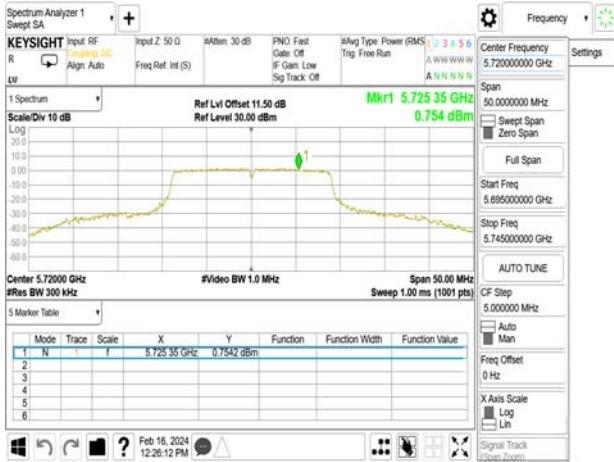 Spectrum Analyzer 1
Swept SA
Frequency
KEYSIGHT
R
Input: RF
Coupling: DC
Align: Auto
Input Z: 50 Ω
Freq Ref: Int (S)
#Atten: 30 dB
PNO: Fast
Gate: Off
IF Gain: Low
Sig Track: Off
#Avg Type: Power (RMS
Trig: Free Run
1 2 3 4 5 6
A W W W W W
A N N N N N
1 Spectrum
Scale/Div 10 dB
Log
Ref Lvl Offset 11.50 dB
Ref Level 30.00 dBm
Mkr1 5.725 35 GHz
0.754 dBm
20.0
10.0
0.00
-10.0
-20.0
-30.0
-40.0
-50.0
-60.0
1
Center 5.72000 GHz
#Res BW 300 kHz
#Video BW 1.0 MHz
Span 50.00 MHz
Sweep 1.00 ms (1001 pts)
5 Marker Table
Mode Trace Scale X Y Function Function Width Function Value
1 N 1 f 5.725 35 GHz 0.7542 dBm
2
3
4
5
6
Feb 16, 2024
12:26:12 PM
Center Frequency
5.720000000 GHz
Settings
Span
50.0000000 MHz
Swept Span
Zero Span
Full Span
Start Freq
5.695000000 GHz
Stop Freq
5.745000000 GHz
AUTO TUNE
CF Step
5.000000 MHz
Auto
Man
Freq Offset
0 Hz
X Axis Scale
Log
Lin
Signal Track
(Span Zoom)